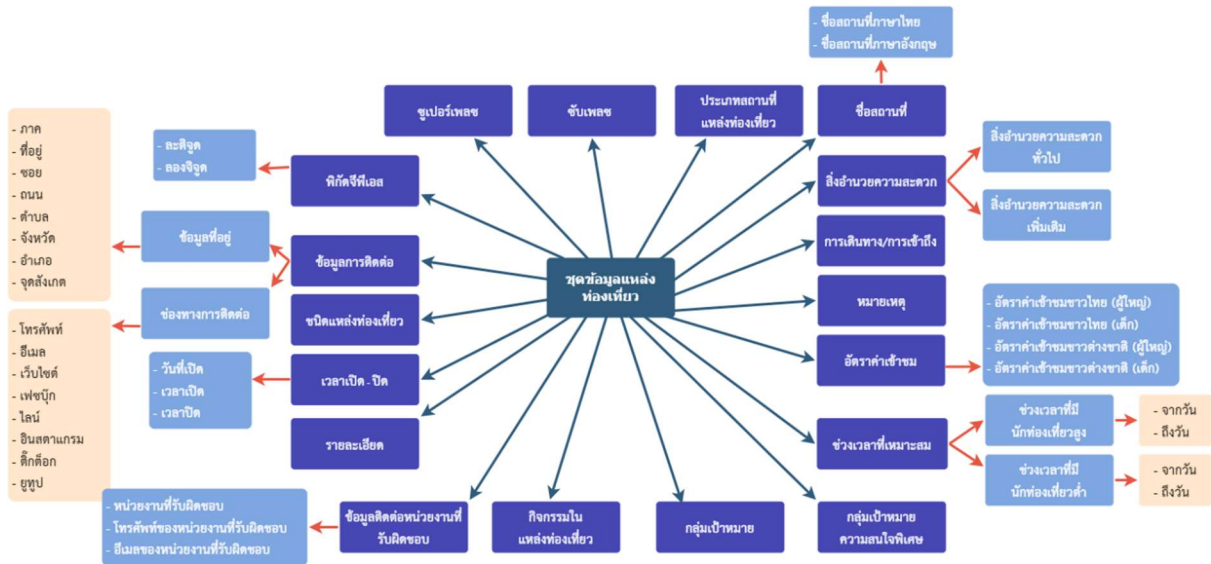 - ชื่อสถานที่ภาษาไทย
- ชื่อสถานที่ภาษาอังกฤษ
ซูเปอร์เพลซ
ซับเพลซ
ประเภทสถานที่
แหล่งท่องเที่ยว
ชื่อสถานที่
- ภาค
- ที่อยู่
- ซอย
- ถนน
- ตำบล
- จังหวัด
- อำเภอ
- จุดสังเกต
- ละติจูด
- ลองจิจูด
พิกัดจีพีเอส
สิ่งอำนวยความสะดวก
สิ่งอำนวยความสะดวก
ทั่วไป
สิ่งอำนวยความสะดวก
เพิ่มเติม
ข้อมูลที่อยู่
ข้อมูลการติดต่อ
ชุดข้อมูลแหล่ง
ท่องเที่ยว
การเดินทาง/การเข้าถึง
ช่องทางการติดต่อ
ชนิดแหล่งท่องเที่ยว
หมายเหตุ
- อัตราค่าเข้าชมชาวไทย (ผู้ใหญ่)
- อัตราค่าเข้าชมชาวไทย (เด็ก)
- อัตราค่าเข้าชมชาวต่างชาติ (ผู้ใหญ่)
- อัตราค่าเข้าชมชาวต่างชาติ (เด็ก)
- โทรศัพท์
- อีเมล
- เว็บไซต์
- เฟซบุ๊ก
- ไลน์
- อินสตาแกรม
- ติ๊กต็อก
- ยูทูป
- วันที่เปิด
- เวลาเปิด
- เวลาปิด
เวลาเปิด - ปิด
อัตราค่าเข้าชม
รายละเอียด
ช่วงเวลาที่เหมาะสม
ช่วงเวลาที่มี
นักท่องเที่ยวสูง
- จากวัน
- ถึงวัน
ช่วงเวลาที่มี
นักท่องเที่ยวต่ำ
- จากวัน
- ถึงวัน
- หน่วยงานที่รับผิดชอบ
- โทรศัพท์ของหน่วยงานที่รับผิดชอบ
- อีเมลของหน่วยงานที่รับผิดชอบ
ข้อมูลติดต่อหน่วยงานที่
รับผิดชอบ
กิจกรรมใน
แหล่งท่องเที่ยว
กลุ่มเป้าหมาย
กลุ่มเป้าหมาย
ความสนใจพิเศษ